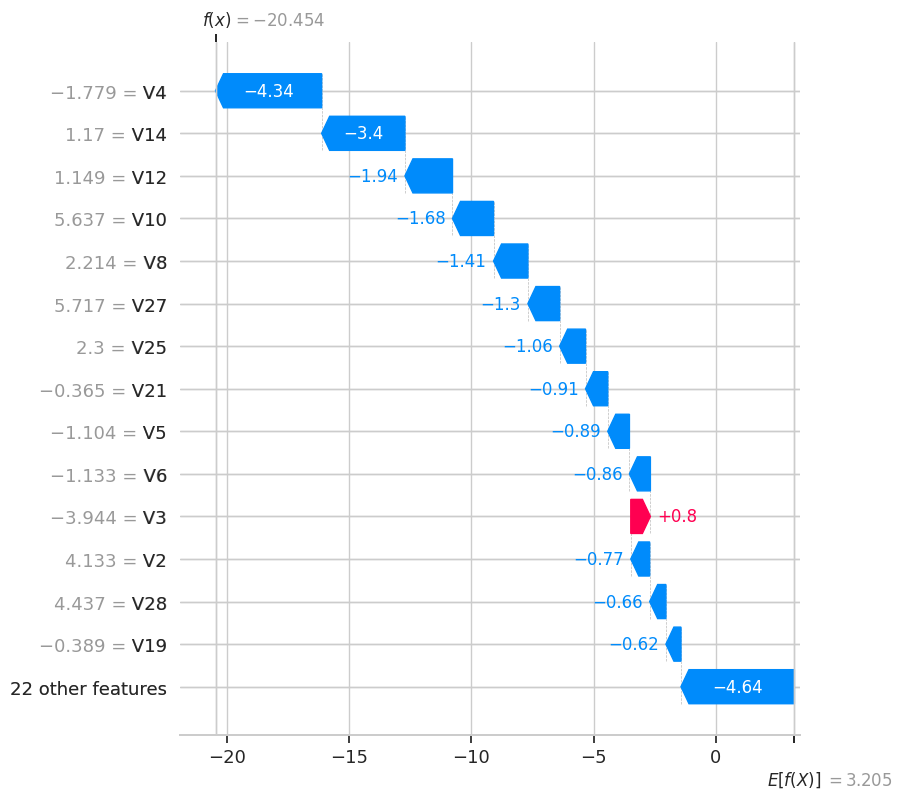 f(x) = −20.454
−1.779 = V4 −4.34
1.17 = V14 −3.4
1.149 = V12 −1.94
5.637 = V10 −1.68
2.214 = V8 −1.41
5.717 = V27 −1.3
2.3 = V25 −1.06
−0.365 = V21 −0.91
−1.104 = V5 −0.89
−1.133 = V6 −0.86
−3.944 = V3 +0.8
4.133 = V2 −0.77
4.437 = V28 −0.66
−0.389 = V19 −0.62
22 other features −4.64
−20 −15 −10 −5 0
E[f(X)] = 3.205